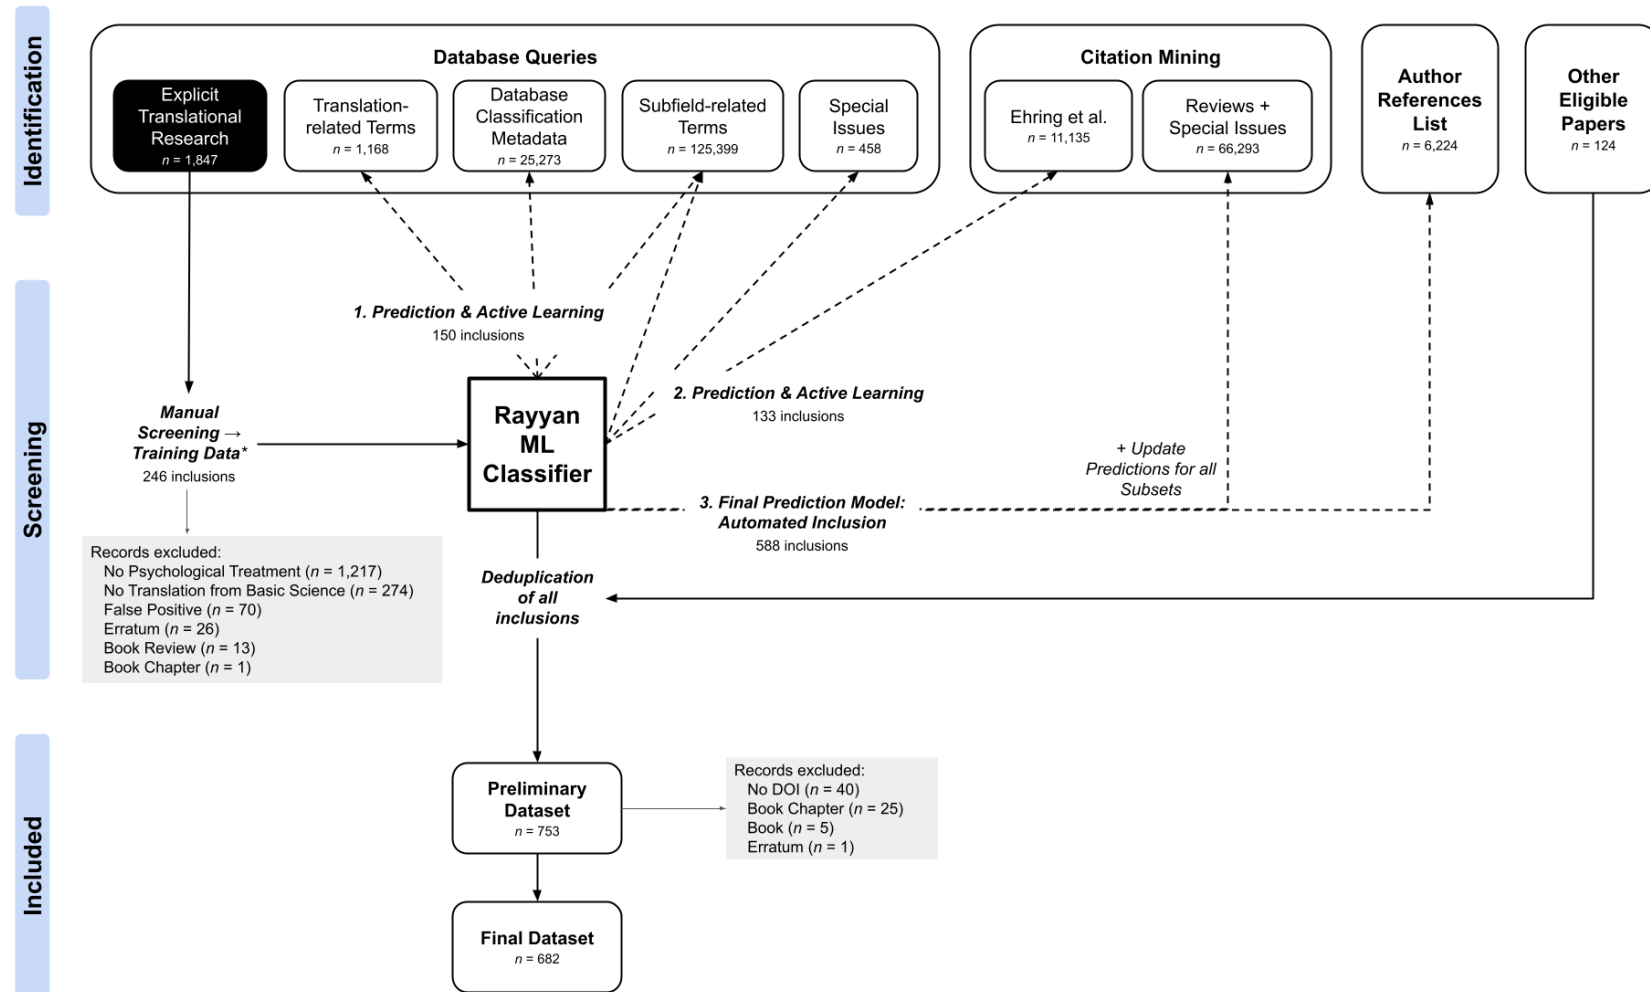 Identification
Database Queries
Explicit
Translational
Research
n = 1,847
Translation-
related Terms
n = 1,168
Database
Classification
Metadata
n = 25,273
Subfield-related
Terms
n = 125,399
Special
Issues
n = 458
Citation Mining
Ehring et al.
n = 11,135
Reviews +
Special Issues
n = 66,293
Author
References
List
n = 6,224
Other
Eligible
Papers
n = 124
Screening
1. Prediction & Active Learning
150 inclusions
2. Prediction & Active Learning
133 inclusions
Manual
Screening →
Training Data*
246 inclusions
Rayyan
ML
Classifier
+ Update
Predictions for all
Subsets
3. Final Prediction Model:
Automated Inclusion
588 inclusions
Records excluded:
No Psychological Treatment (n = 1,217)
No Translation from Basic Science (n = 274)
False Positive (n = 70)
Erratum (n = 26)
Book Review (n = 13)
Book Chapter (n = 1)
Deduplication
of all
inclusions
Included
Preliminary
Dataset
n = 753
Records excluded:
No DOI (n = 40)
Book Chapter (n = 25)
Book (n = 5)
Erratum (n = 1)
Final Dataset
n = 682